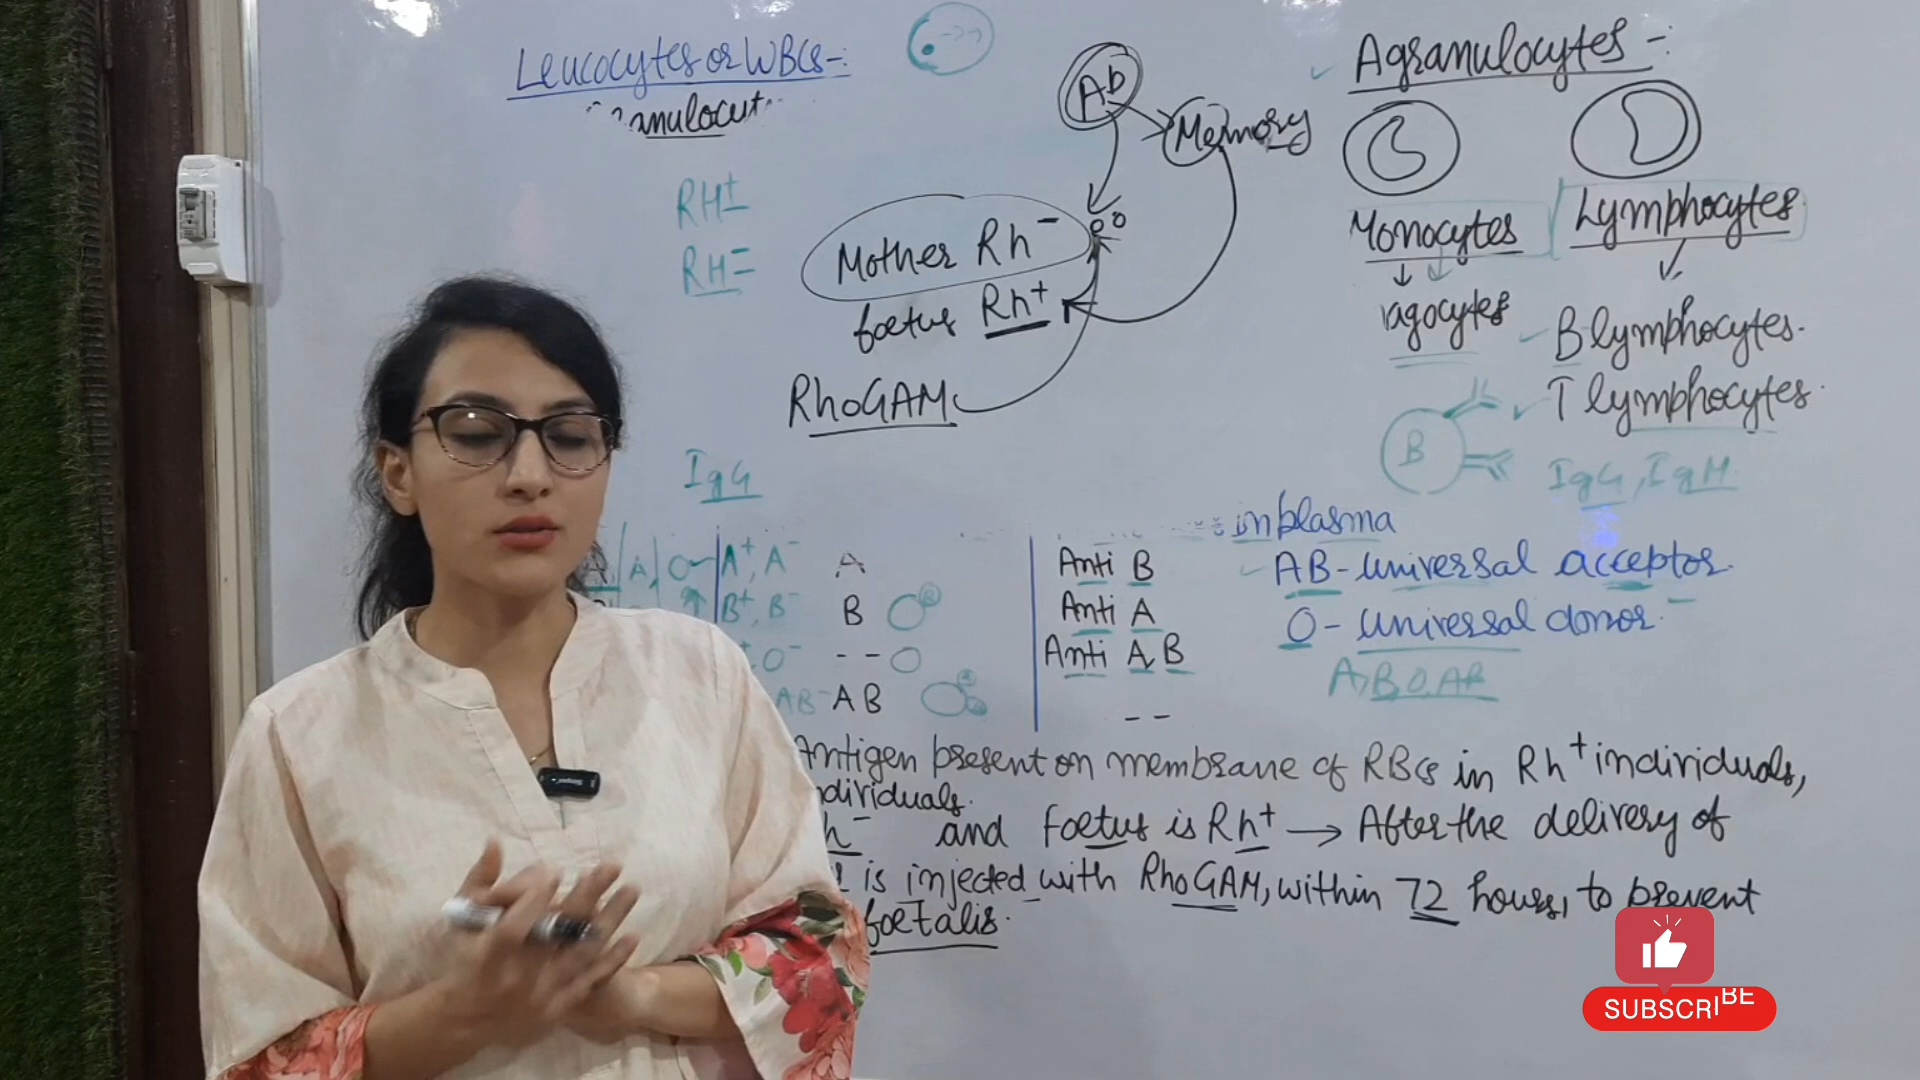 Leucocytes or WBCs-:
RH+
RH-
IgG
Ab
Memory
Mother Rh-
foetus Rh+
RhoGAM
Agranulocytes -:
Monocytes
Lymphocytes
B lymphocytes.
T lymphocytes.
B
IgG, IgM
in plasma
A, O A+, A- A Anti B AB - universal acceptor.
B+, B- B B Anti A O - universal donor.
O- -- Anti A, B A, B, O, AB
AB- AB --
Antigen present on membrane of RBCs in Rh+ individuals,
and foetus is Rh+ → After the delivery of
is injected with RhoGAM, within 72 hours, to prevent
foetalis.
SUBSCRIBE